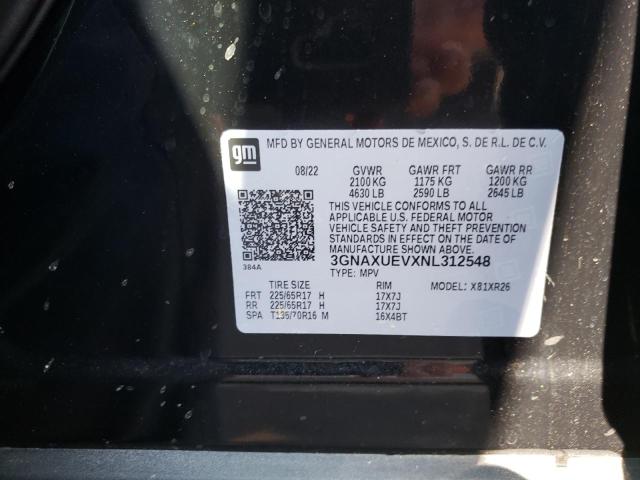 gm
MFD BY GENERAL MOTORS DE MEXICO, S. DE R.L. DE C.V.
08/22 GVWR GAWR FRT GAWR RR
2100 KG 1175 KG 1200 KG
4630 LB 2590 LB 2645 LB
THIS VEHICLE CONFORMS TO ALL
APPLICABLE U.S. FEDERAL MOTOR
VEHICLE SAFETY AND THEFT PREVENTION
STANDARDS IN EFFECT ON THE DATE OF
MANUFACTURE SHOWN ABOVE.
3GNAXUEVXNL312548
384A TYPE: MPV
TIRE SIZE RIM MODEL: X81XR26
FRT 225/65R17 H 17X7J
RR 225/65R17 H 17X7J
SPA T135/70R16 M 16X4BT